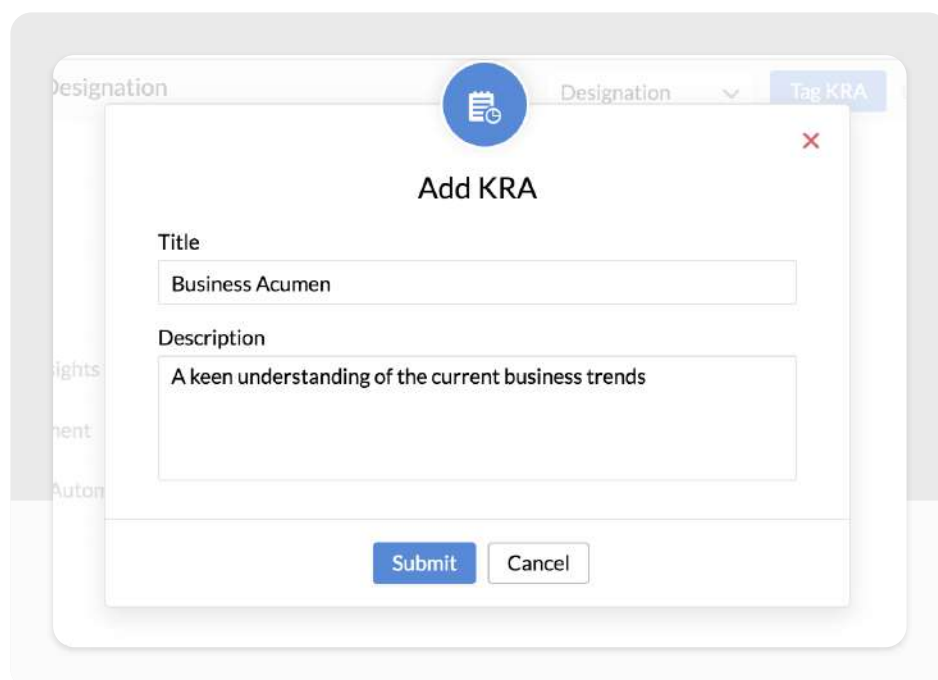 Designation
Designation
Tag KRA
Add KRA
Title
Business Acumen
Description
A keen understanding of the current business trends
Submit
Cancel